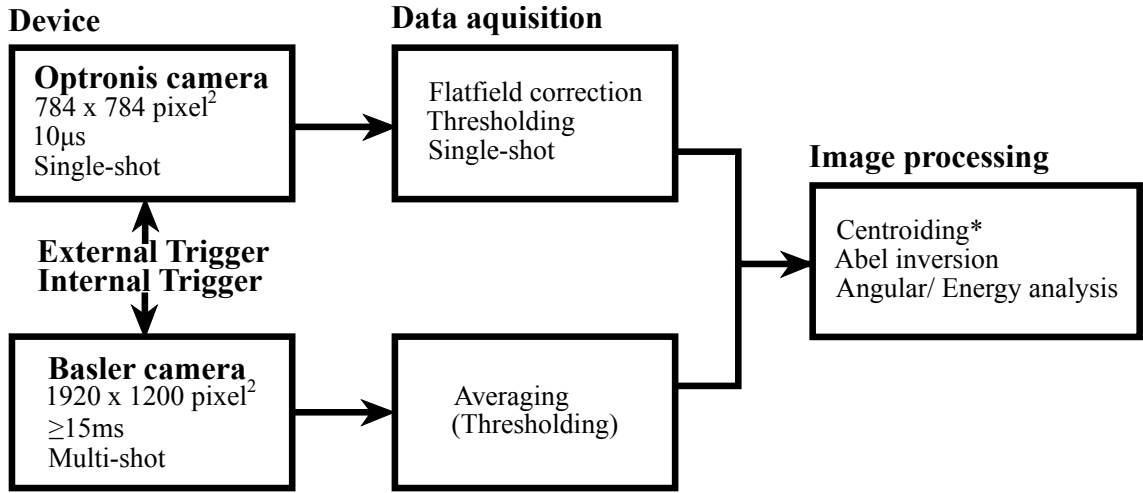 Device
Optronis camera
784 x 784 pixel²
10μs
Single-shot
External Trigger
Internal Trigger
Basler camera
1920 x 1200 pixel²
≥15ms
Multi-shot
Data aquisition
Flatfield correction
Thresholding
Single-shot
Averaging
(Thresholding)
Image processing
Centroiding*
Abel inversion
Angular/ Energy analysis